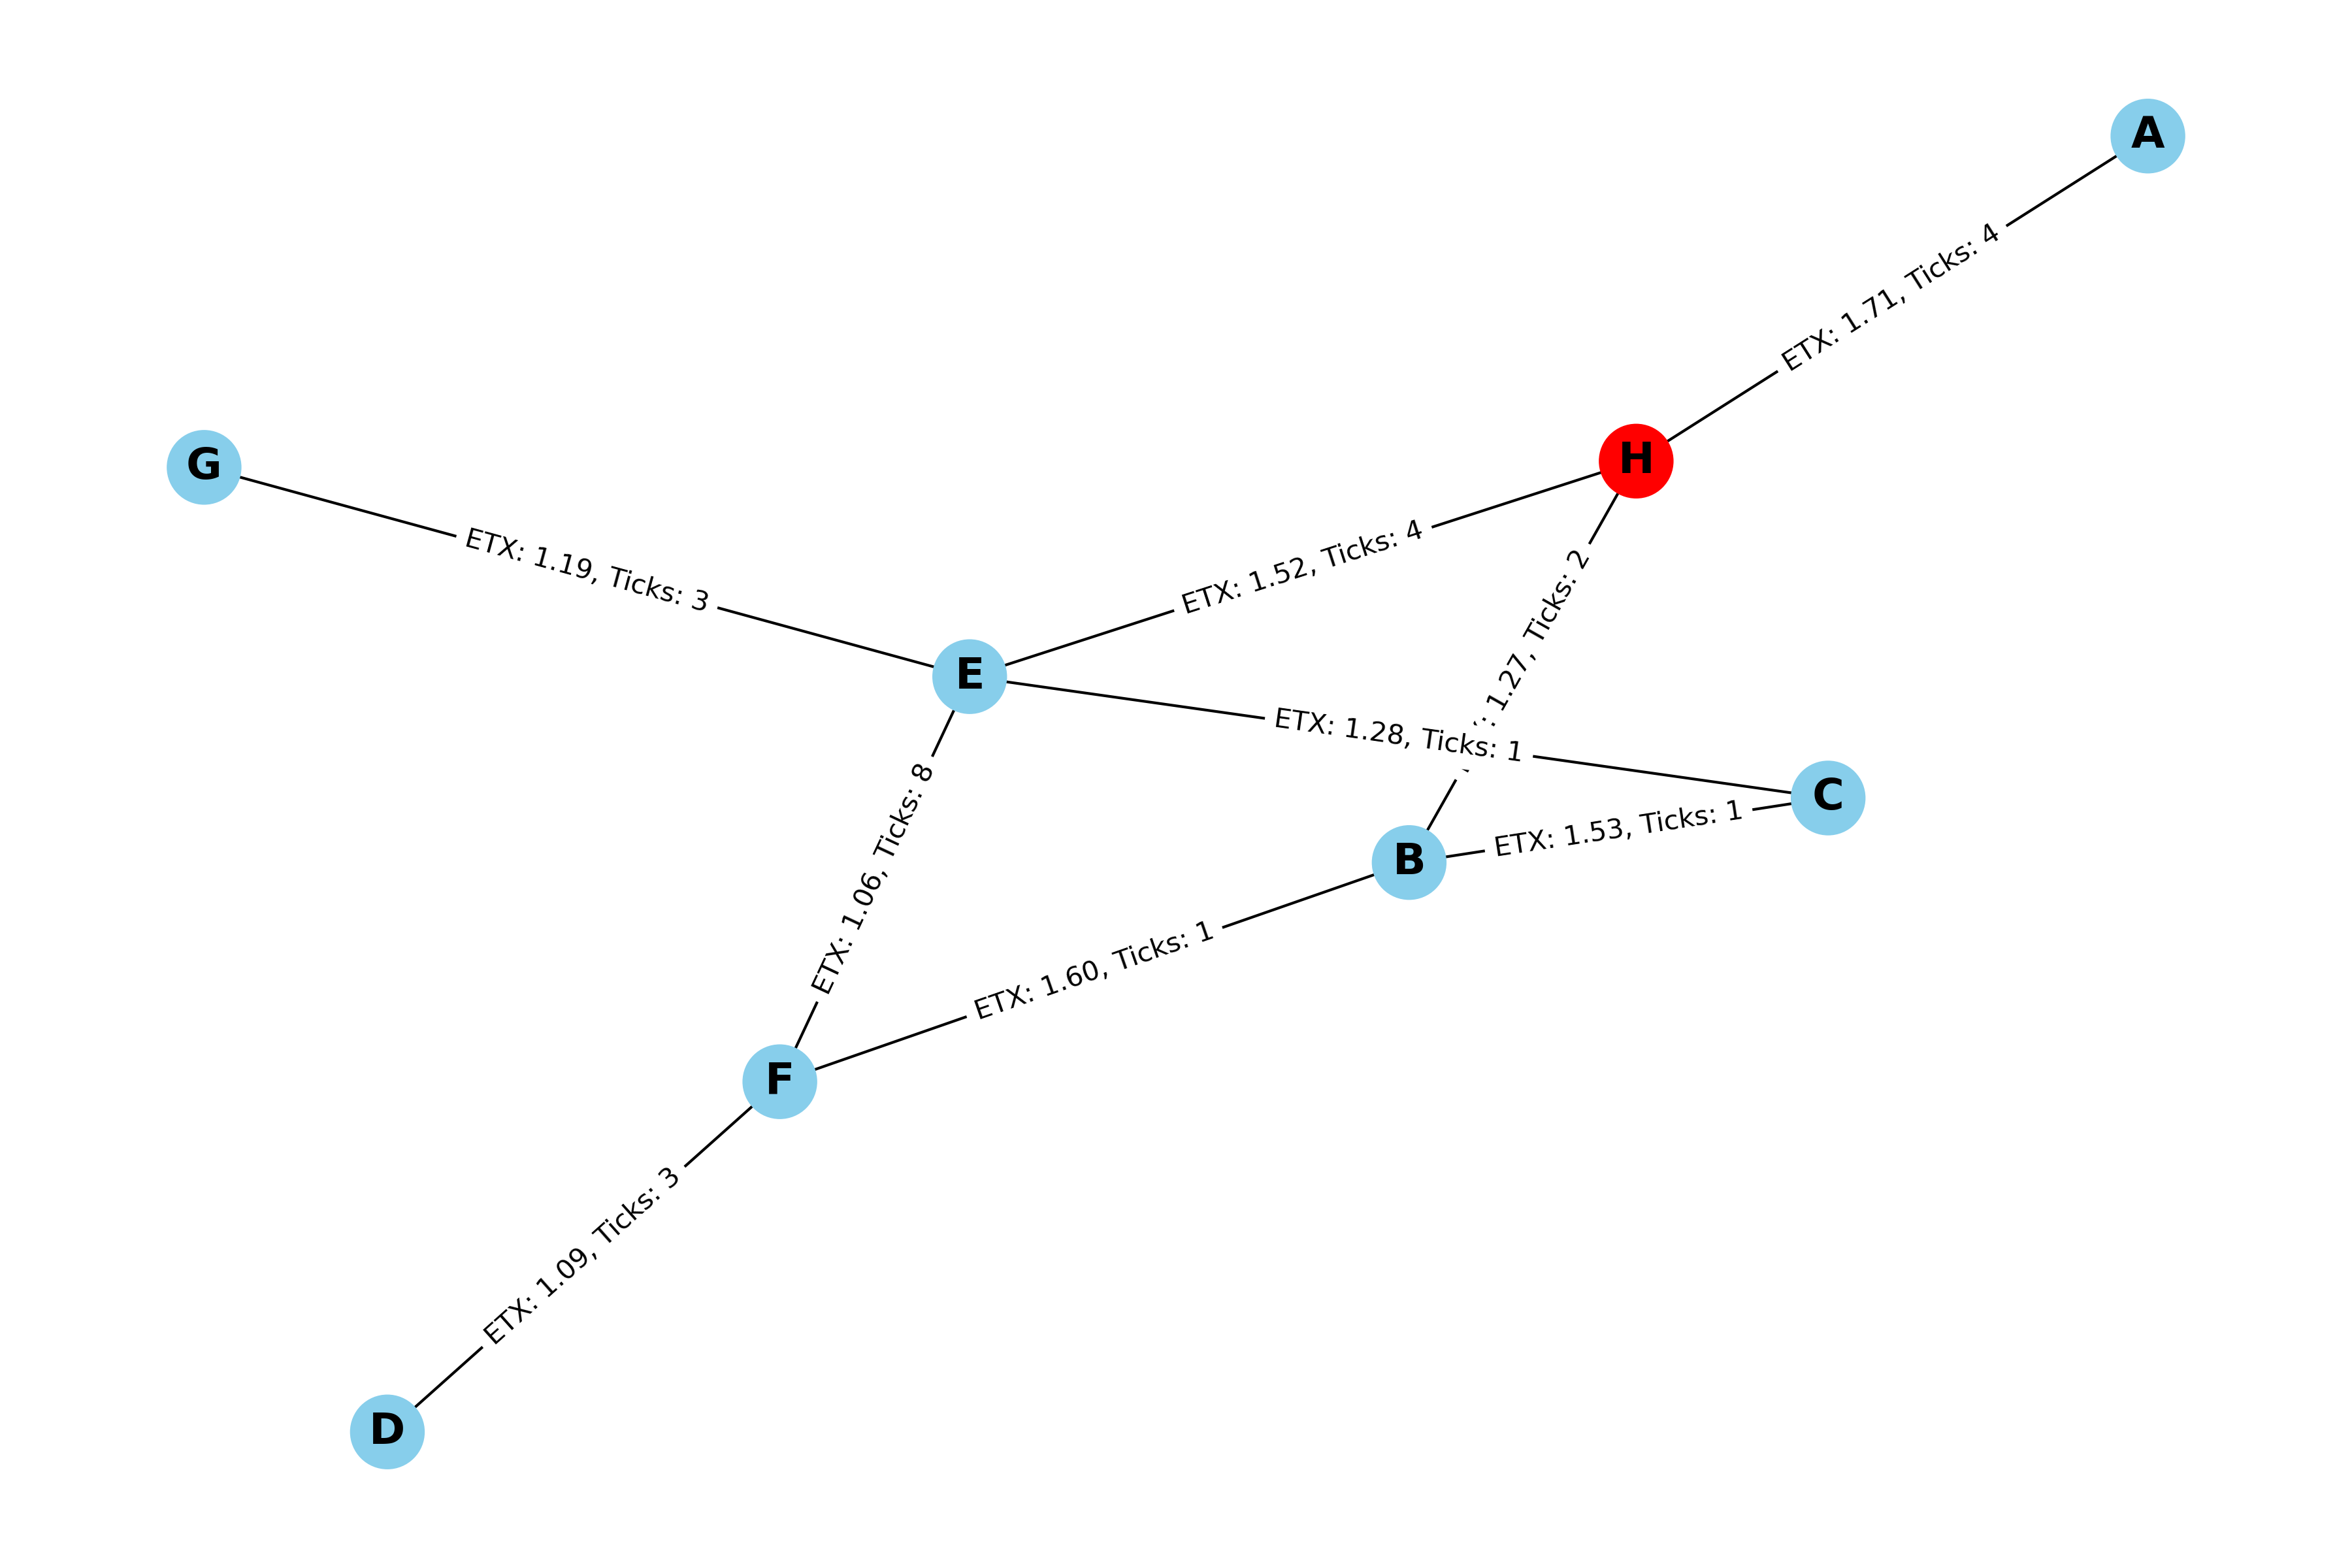 A
ETX: 1.71, Ticks: 4
H
G
ETX: 1.52, Ticks: 4
ETX: 1.19, Ticks: 3
: 1.27, Ticks: 2
E
ETX: 1.28, Ticks: 1
C
ETX: 1.53, Ticks: 1
B
ETX: 1.06, Ticks: 8
ETX: 1.60, Ticks: 1
F
ETX: 1.09, Ticks: 3
D